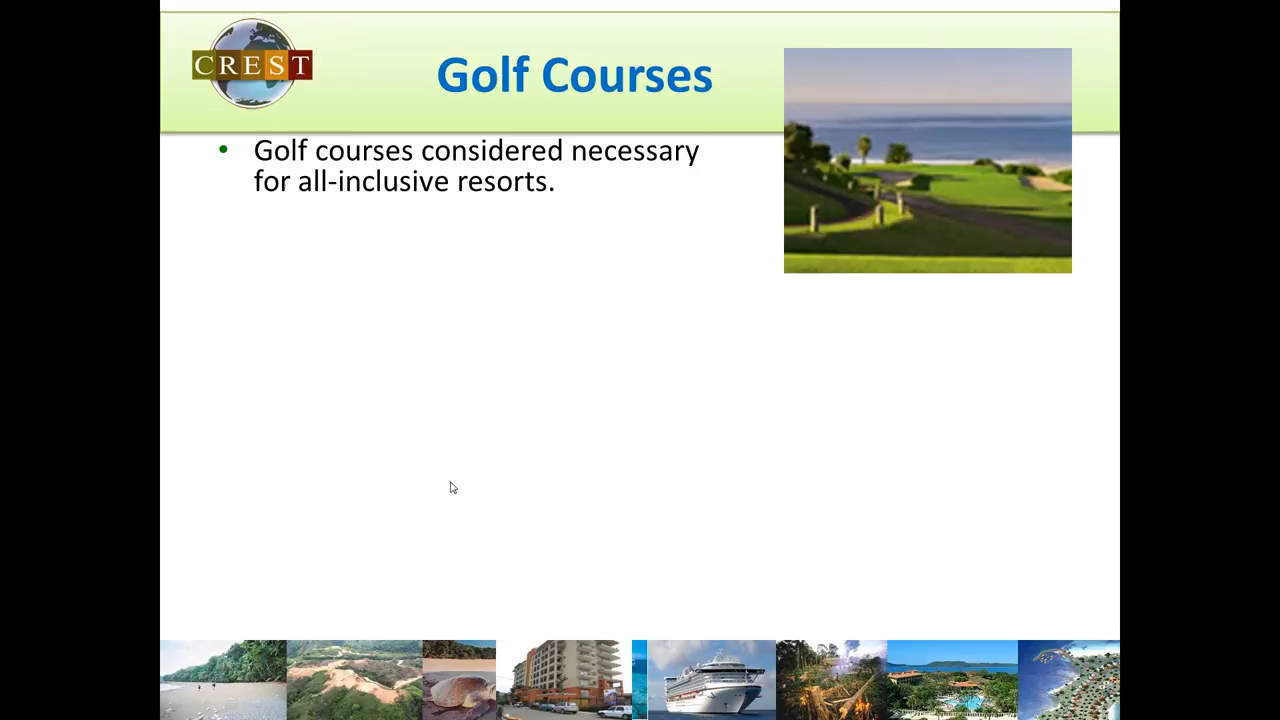 CREST
Golf Courses
• Golf courses considered necessary
for all-inclusive resorts.